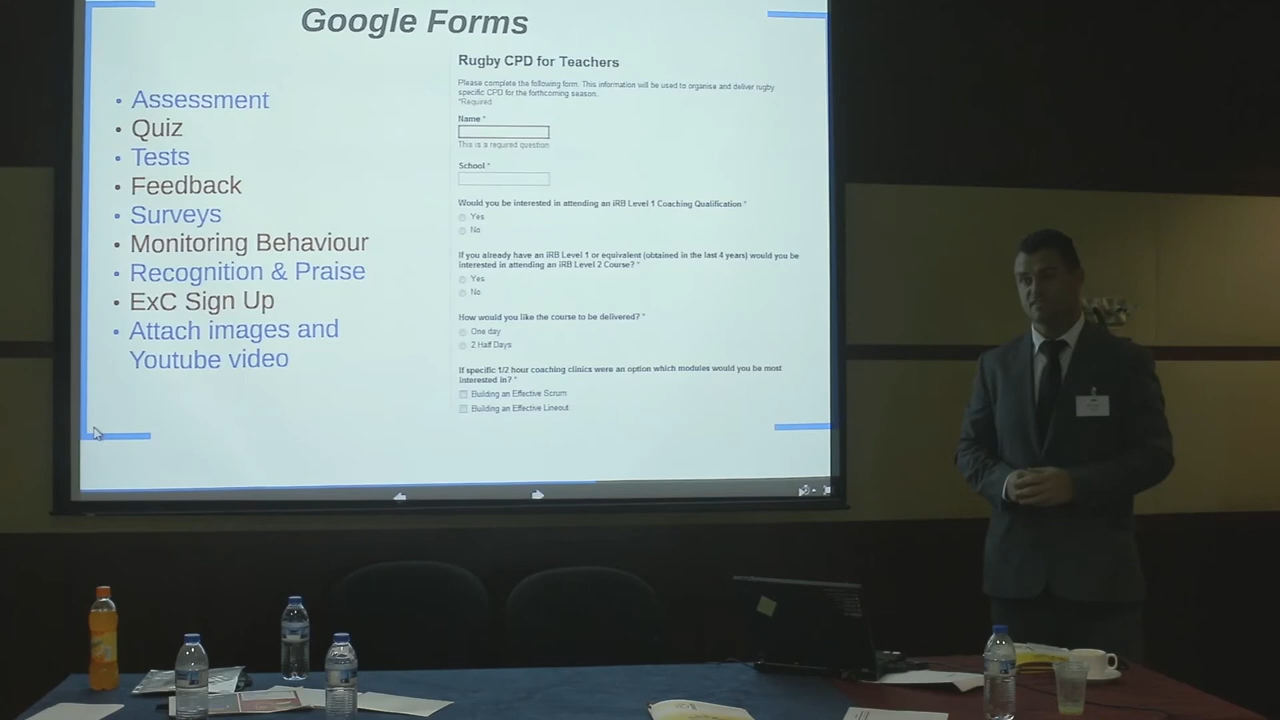 Google Forms
• Assessment
• Quiz
• Tests
• Feedback
• Surveys
• Monitoring Behaviour
• Recognition & Praise
• ExC Sign Up
• Attach images and
Youtube video
Rugby CPD for Teachers
Please complete the following form. This information will be used to organise and deliver rugby
specific CPD for the forthcoming season.
*Required
Name *
This is a required question
School *
Would you be interested in attending an iRB Level 1 Coaching Qualification *
Yes
No
If you already have an iRB Level 1 or equivalent (obtained in the last 4 years) would you be
interested in attending an iRB Level 2 Course? *
Yes
No
How would you like the course to be delivered? *
One day
2 Half Days
If specific 1/2 hour coaching clinics were an option which modules would you be most
interested in? *
Building an Effective Scrum
Building an Effective Lineout